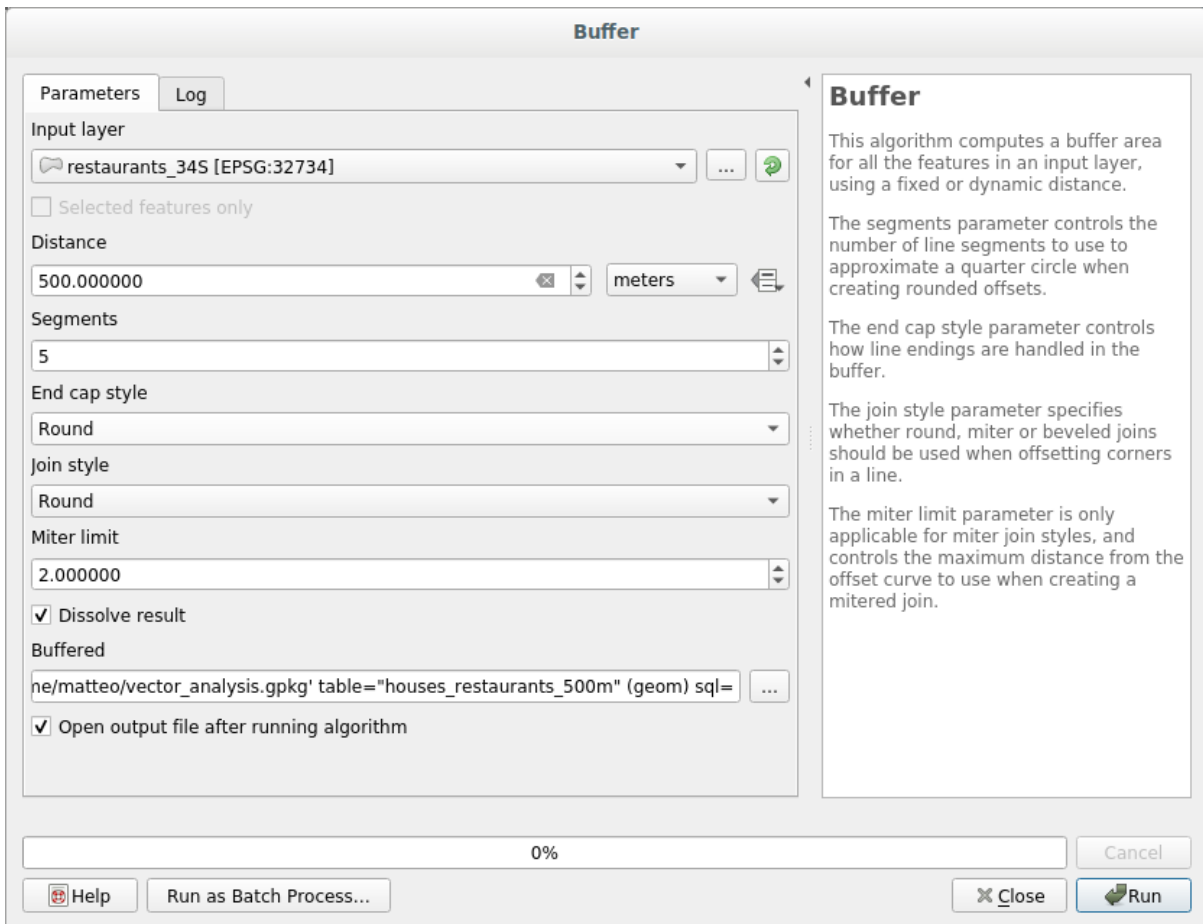 Buffer
Parameters
Log
Input layer
restaurants_34S [EPSG:32734]
...
Selected features only
Distance
500.000000
meters
Segments
5
End cap style
Round
Join style
Round
Miter limit
2.000000
Dissolve result
Buffered
ne/matteo/vector_analysis.gpkg' table="houses_restaurants_500m" (geom) sql=
...
Open output file after running algorithm
Buffer
This algorithm computes a buffer area
for all the features in an input layer,
using a fixed or dynamic distance.
The segments parameter controls the
number of line segments to use to
approximate a quarter circle when
creating rounded offsets.
The end cap style parameter controls
how line endings are handled in the
buffer.
The join style parameter specifies
whether round, miter or beveled joins
should be used when offsetting corners
in a line.
The miter limit parameter is only
applicable for miter join styles, and
controls the maximum distance from the
offset curve to use when creating a
mitered join.
0%
Cancel
Help
Run as Batch Process...
Close
Run